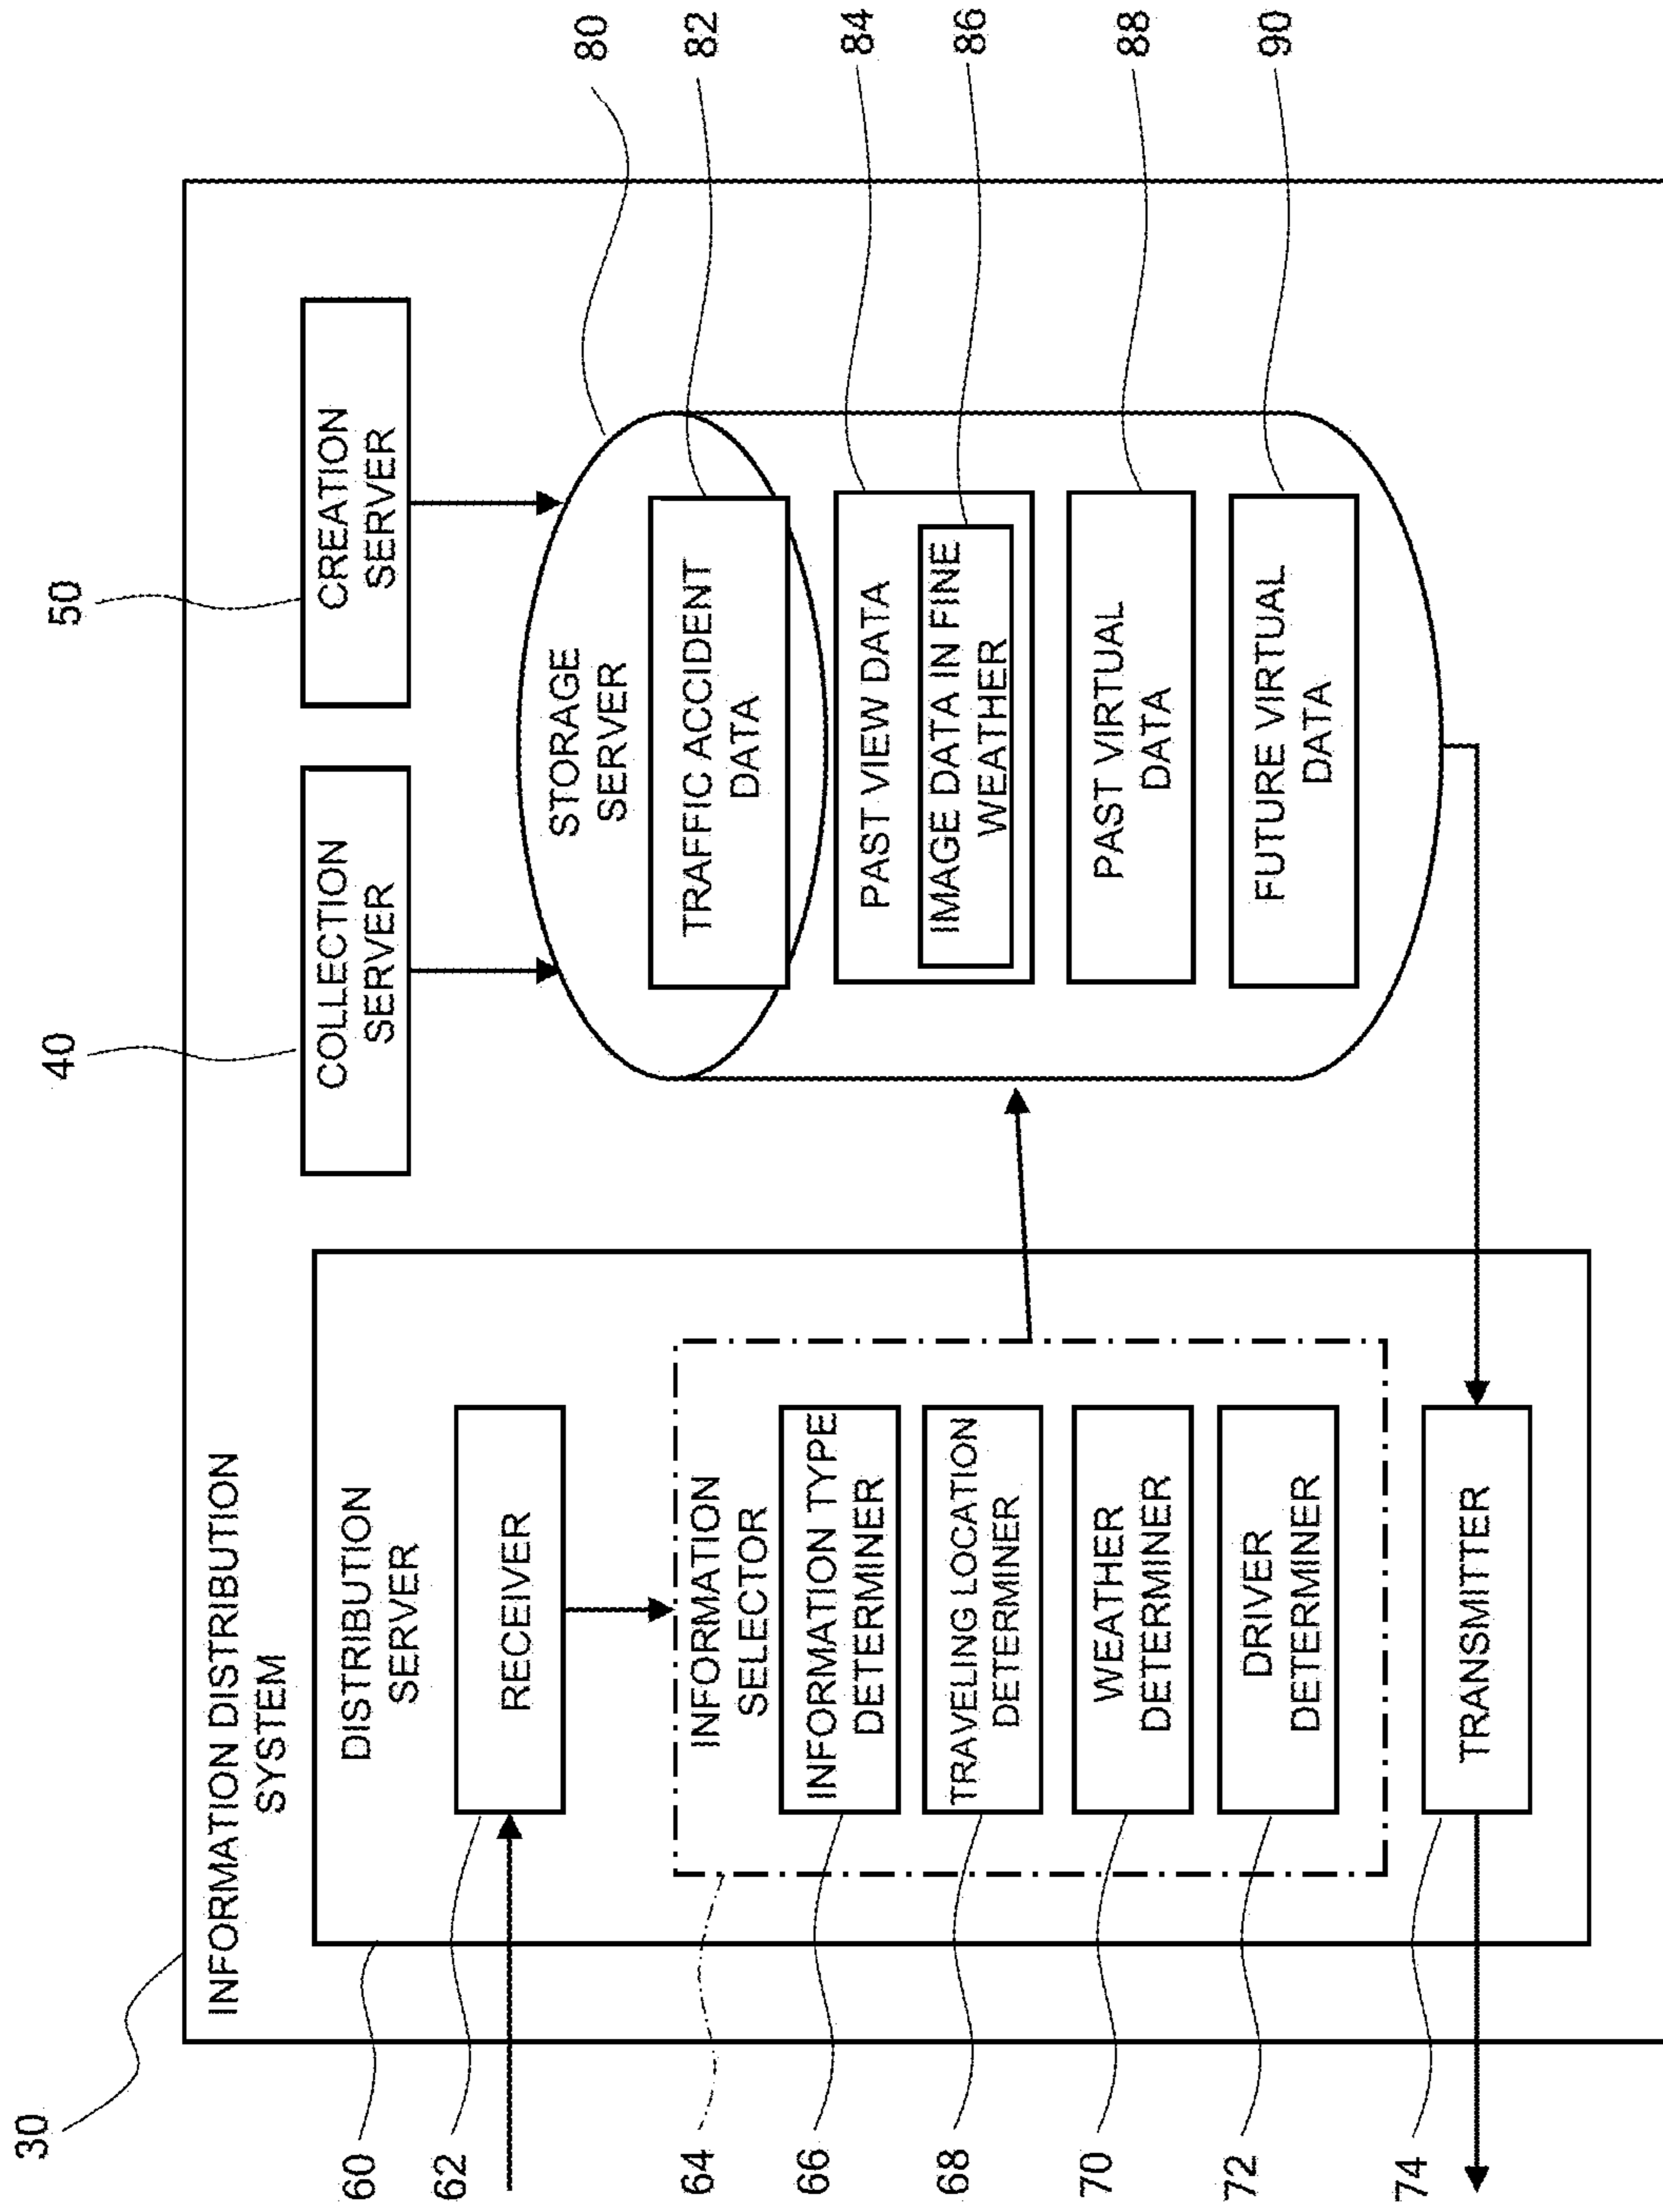 30
INFORMATION DISTRIBUTION
SYSTEM
40
COLLECTION
SERVER
50
CREATION
SERVER
60
DISTRIBUTION
SERVER
62
RECEIVER
64
INFORMATION
SELECTOR
66
INFORMATION TYPE
DETERMINER
68
TRAVELING LOCATION
DETERMINER
70
WEATHER
DETERMINER
72
DRIVER
DETERMINER
74
TRANSMITTER
STORAGE
SERVER
80
TRAFFIC ACCIDENT
DATA
82
PAST VIEW DATA
84
IMAGE DATA IN FINE
WEATHER
86
PAST VIRTUAL
DATA
88
FUTURE VIRTUAL
DATA
90